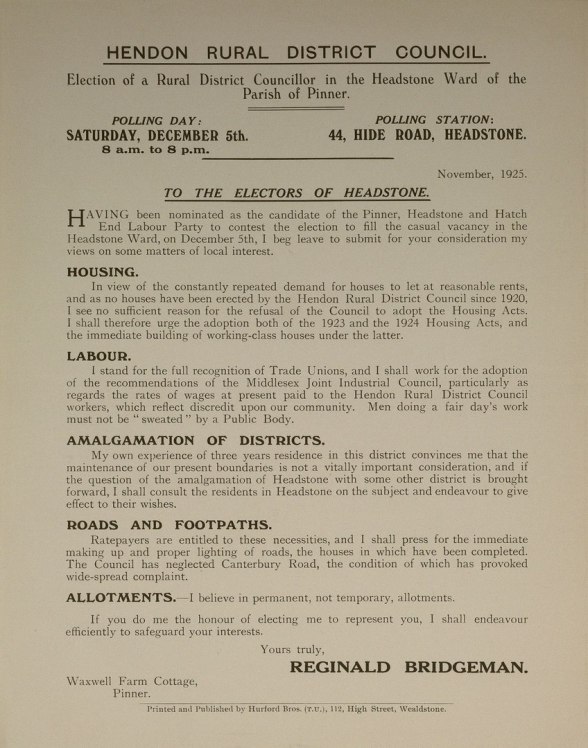 HENDON RURAL DISTRICT COUNCIL.
Election of a Rural District Councillor in the Headstone Ward of the
Parish of Pinner.
POLLING DAY:
SATURDAY, DECEMBER 5th.
8 a.m. to 8 p.m.
POLLING STATION:
44, HIDE ROAD, HEADSTONE.
November, 1925.
TO THE ELECTORS OF HEADSTONE.
HAVING been nominated as the candidate of the Pinner, Headstone and Hatch
End Labour Party to contest the election to fill the casual vacancy in the
Headstone Ward, on December 5th, I beg leave to submit for your consideration my
views on some matters of local interest.
HOUSING.
In view of the constantly repeated demand for houses to let at reasonable rents,
and as no houses have been erected by the Hendon Rural District Council since 1920,
I see no sufficient reason for the refusal of the Council to adopt the Housing Acts.
I shall therefore urge the adoption both of the 1923 and the 1924 Housing Acts, and
the immediate building of working-class houses under the latter.
LABOUR.
I stand for the full recognition of Trade Unions, and I shall work for the adoption
of the recommendations of the Middlesex Joint Industrial Council, particularly as
regards the rates of wages at present paid to the Hendon Rural District Council
workers, which reflect discredit upon our community. Men doing a fair day's work
must not be "sweated" by a Public Body.
AMALGAMATION OF DISTRICTS.
My own experience of three years residence in this district convinces me that the
maintenance of our present boundaries is not a vitally important consideration, and if
the question of the amalgamation of Headstone with some other district is brought
forward, I shall consult the residents in Headstone on the subject and endeavour to give
effect to their wishes.
ROADS AND FOOTPATHS.
Ratepayers are entitled to these necessities, and I shall press for the immediate
making up and proper lighting of roads, the houses in which have been completed.
The Council has neglected Canterbury Road, the condition of which has provoked
wide-spread complaint.
ALLOTMENTS.—I believe in permanent, not temporary, allotments.
If you do me the honour of electing me to represent you, I shall endeavour
efficiently to safeguard your interests.
Yours truly,
REGINALD BRIDGEMAN.
Waxwell Farm Cottage,
Pinner.
Printed and Published by Hurford Bros. (T.U.), 112, High Street, Wealdstone.